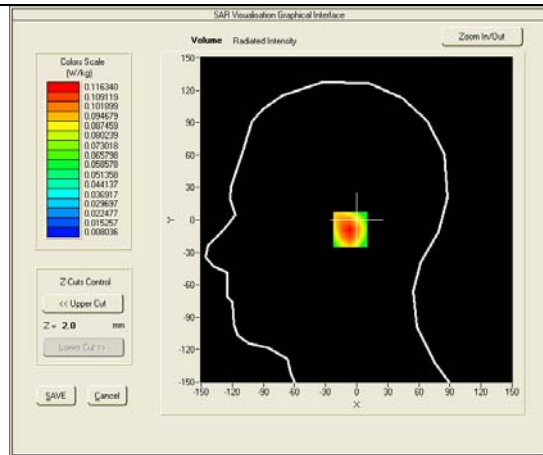 SAR Visualisation Graphical Interface
Volume Radiated Intensity
Zoom In/Out
Colors Scale
(W/kg)
0.116340
0.109119
0.101899
0.094679
0.087459
0.080239
0.073018
0.065798
0.058578
0.051358
0.044137
0.036917
0.029697
0.022477
0.015257
0.008036
Z Cuts Control
<< Upper Cut
Z = 2.0 mm
Lower Cut >>
SAVE Cancel
150
120
90
60
30
0
-30
-60
-90
-120
-150
Y
-150 -120 -90 -60 -30 0 30 60 90 120 150
X